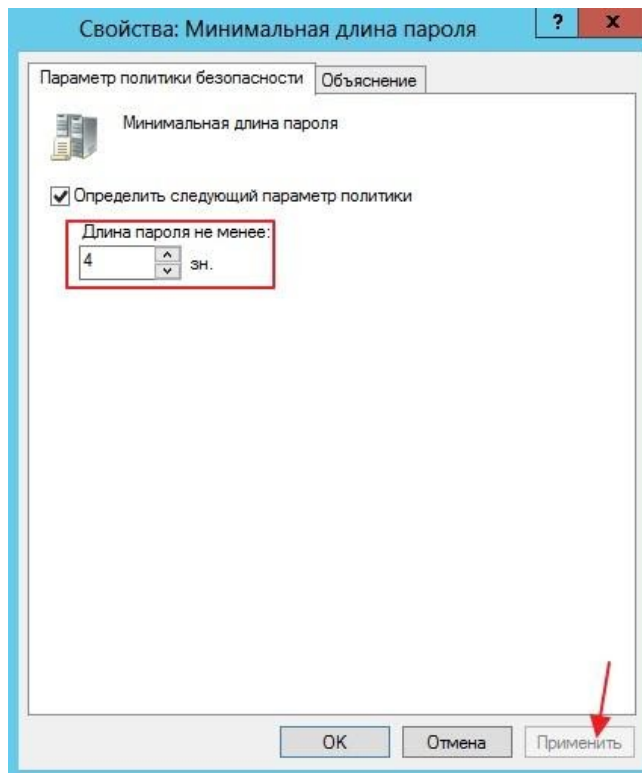 Свойства: Минимальная длина пароля
?
x
Параметр политики безопасности
Объяснение
Минимальная длина пароля
Определить следующий параметр политики
Длина пароля не менее:
4
зн.
OK
Отмена
Применить